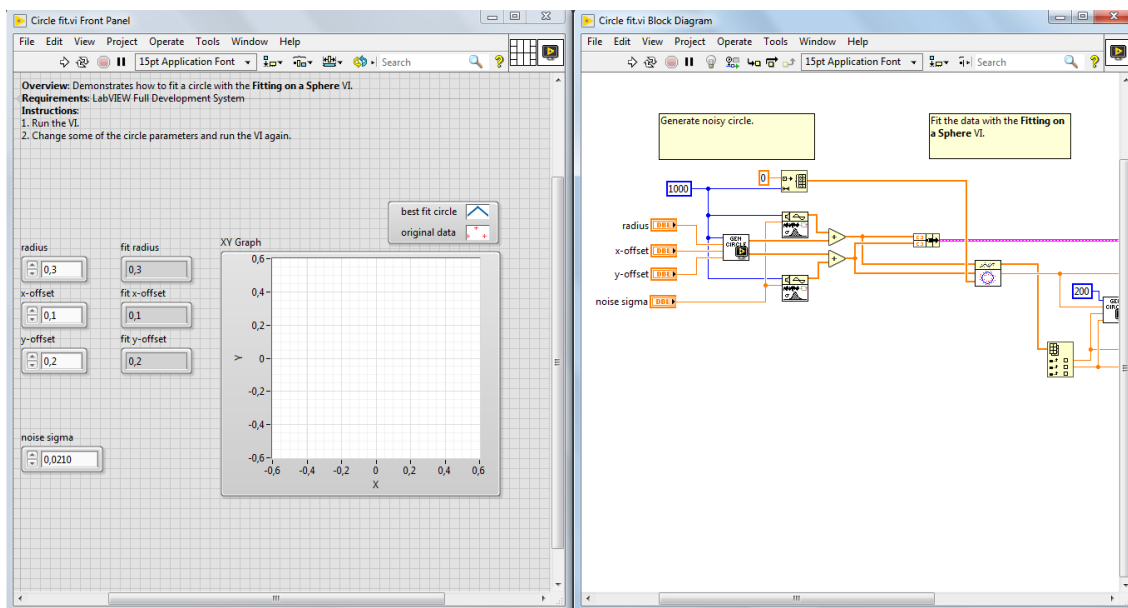 Circle fit.vi Front Panel
File Edit View Project Operate Tools Window Help
15pt Application Font
Search
Overview: Demonstrates how to fit a circle with the Fitting on a Sphere VI.
Requirements: LabVIEW Full Development System
Instructions:
1. Run the VI.
2. Change some of the circle parameters and run the VI again.
best fit circle
original data
radius
0,3
fit radius
0,3
x-offset
0,1
fit x-offset
0,1
y-offset
0,2
fit y-offset
0,2
noise sigma
0,0210
XY Graph
0,6
0,4
0,2
0
-0,2
-0,4
-0,6
Y
-0,6 -0,4 -0,2 0 0,2 0,4 0,6
X
Circle fit.vi Block Diagram
File Edit View Project Operate Tools Window Help
15pt Application Font
Search
Generate noisy circle.
Fit the data with the Fitting on
a Sphere VI.
0
1000
radius DBL
x-offset DBL
y-offset DBL
noise sigma DBL
GEN
CIRCLE
200